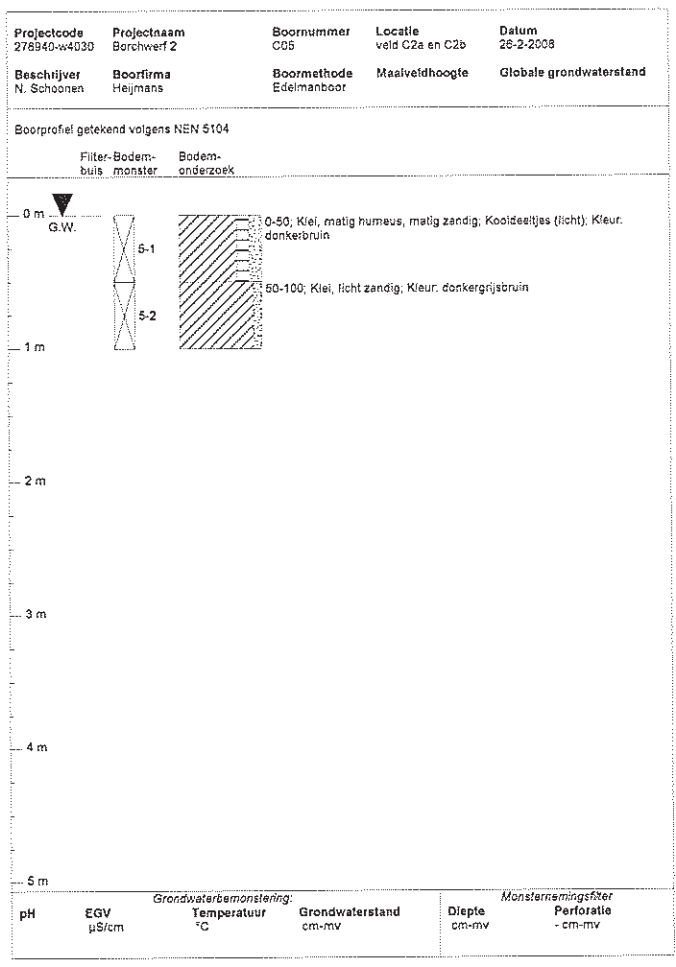 Projectcode Projectnaam Boornummer Locatie Datum
276940-w4030 Borchwerf 2 C05 veld C2a en C2b 26-2-2008
Beschrijver Boorfirma Boormethode Maaiveldhoogte Globale grondwaterstand
N. Schoonen Heijmans Edelmanboor
Boorprofiel getekend volgens NEN 5104
Filter- Bodem- Bodem-
buis monster onderzoek
0 m
G.W.
0-50; Klei, matig humeus, matig zandig; Kooldeeltjes (licht); Kleur:
donkerbruin
5-1
50-100; Klei, licht zandig; Kleur: donkergrijsbruin
5-2
1 m
2 m
3 m
4 m
5 m
Grondwaterbemonstering: Monsternemingsfilter
pH EGV Temperatuur Grondwaterstand Diepte Perforatie
µS/cm °C cm-mv cm-mv - cm-mv